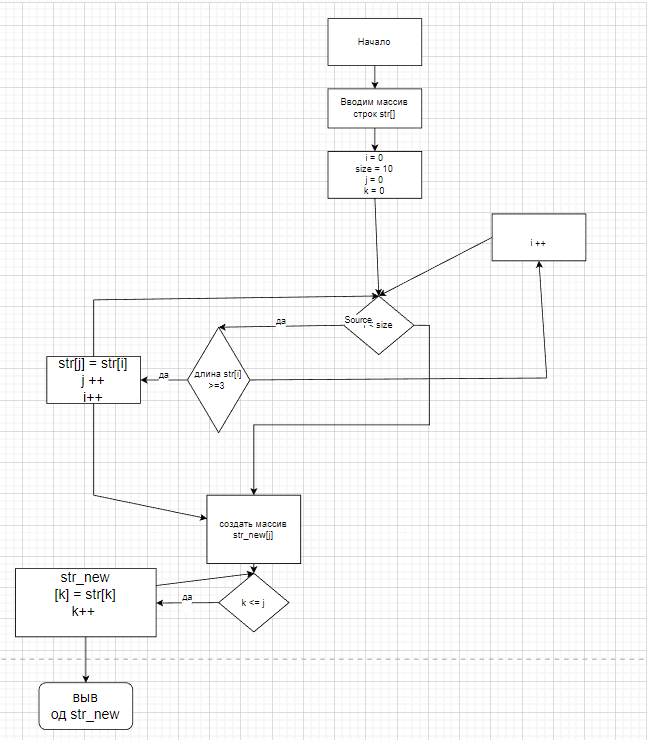 Начало
Вводим массив
строк str[]
i = 0
size = 10
j = 0
k = 0
i ++
Source
< size
да
длина str[i]
>=3
да
str[j] = str[i]
j ++
i++
создать массив
str_new[j]
str_new
[k] = str[k]
k++
да
k <= j
выв
од str_new